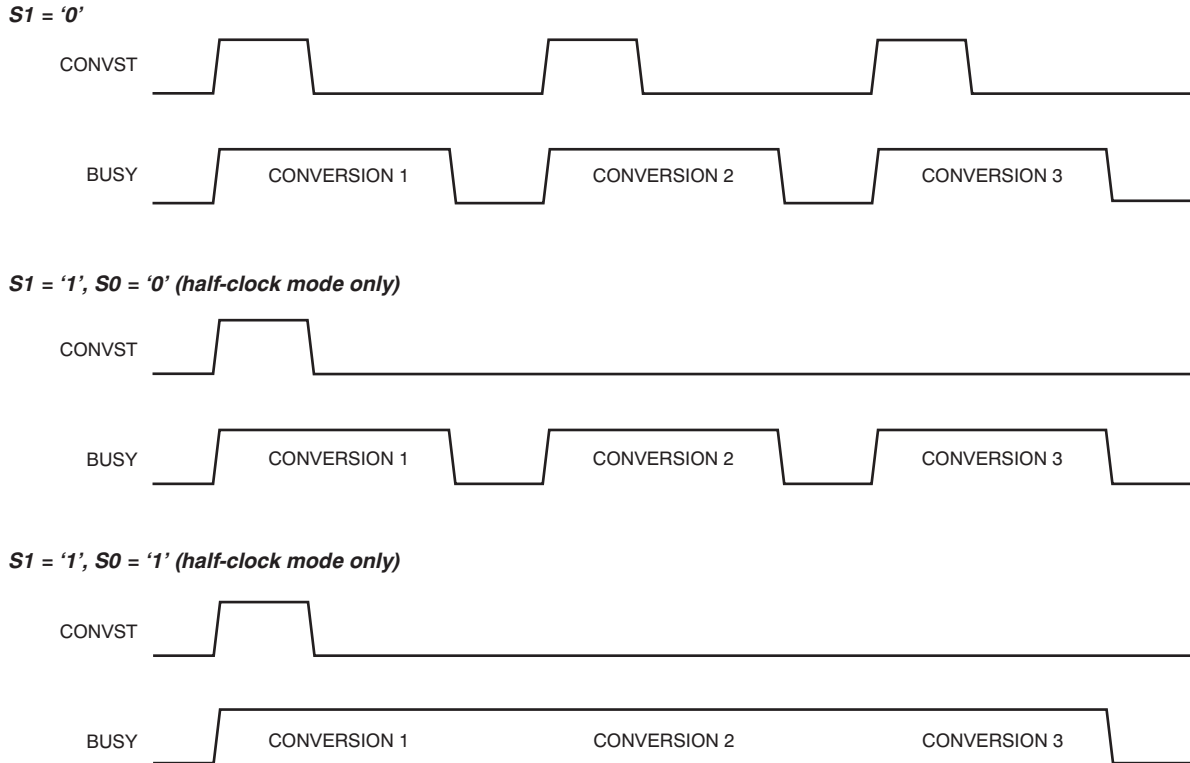 S1 = ‘0’
CONVST
BUSY CONVERSION 1 CONVERSION 2 CONVERSION 3
S1 = ‘1’, S0 = ‘0’ (half-clock mode only)
CONVST
BUSY CONVERSION 1 CONVERSION 2 CONVERSION 3
S1 = ‘1’, S0 = ‘1’ (half-clock mode only)
CONVST
BUSY CONVERSION 1 CONVERSION 2 CONVERSION 3